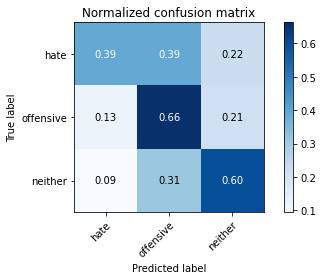 Normalized confusion matrix
True label
hate
0.39 0.39 0.22
offensive
0.13 0.66 0.21
neither
0.09 0.31 0.60
hate
offensive
neither
Predicted label
0.6
0.5
0.4
0.3
0.2
0.1